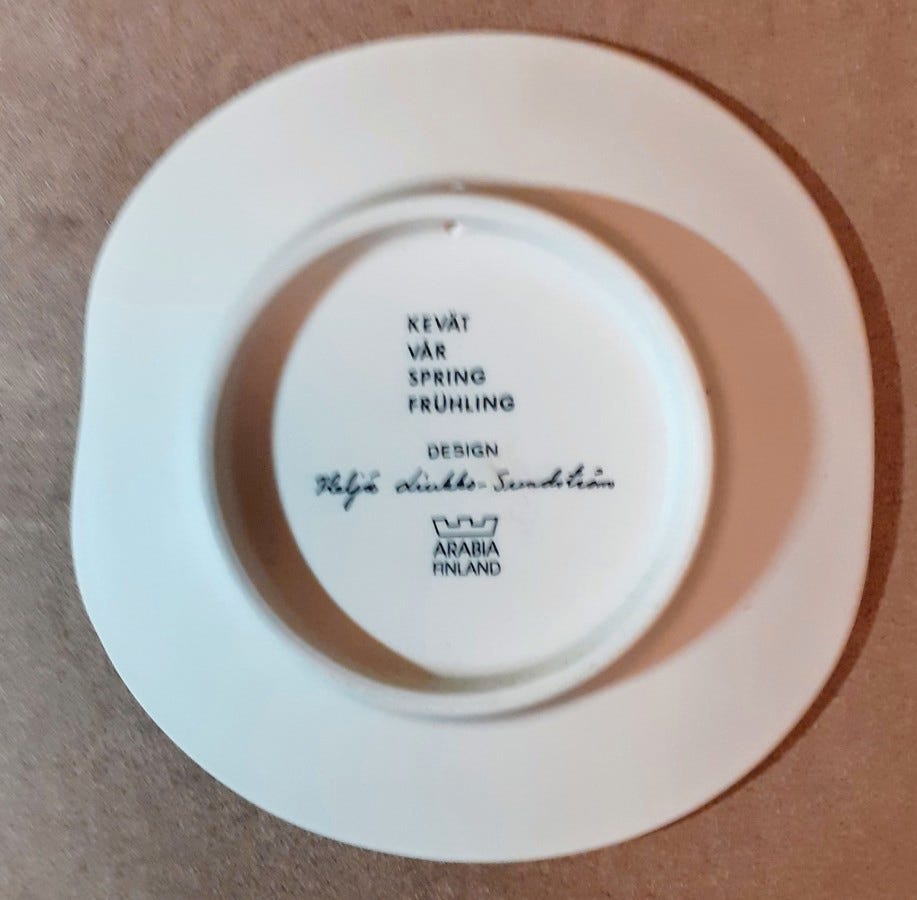 KEVÄT
VÅR
SPRING
FRÜHLING
DESIGN
Heljä Liukko-Sundström
ARABIA
FINLAND